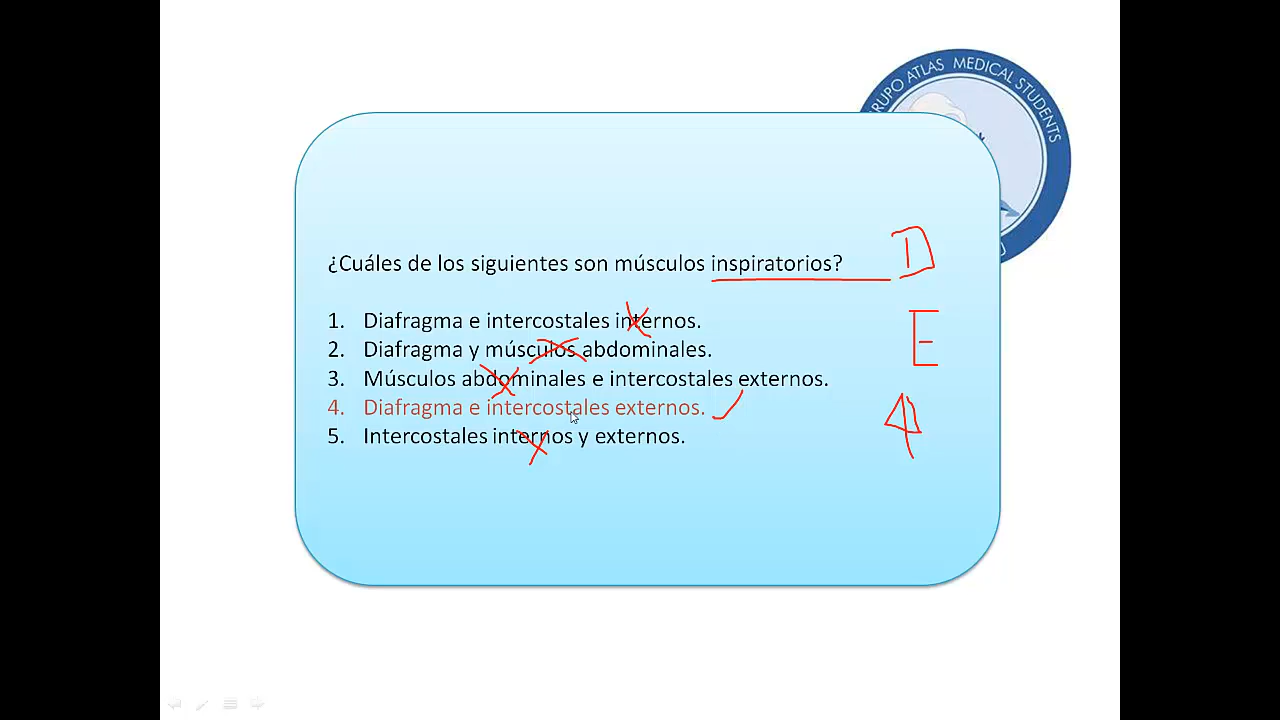 GRUPO ATLAS MEDICAL STUDENTS
¿Cuáles de los siguientes son músculos inspiratorios?
D
1. Diafragma e intercostales internos.
2. Diafragma y músculos abdominales.
E
3. Músculos abdominales e intercostales externos.
4. Diafragma e intercostales externos.
5. Intercostales internos y externos.